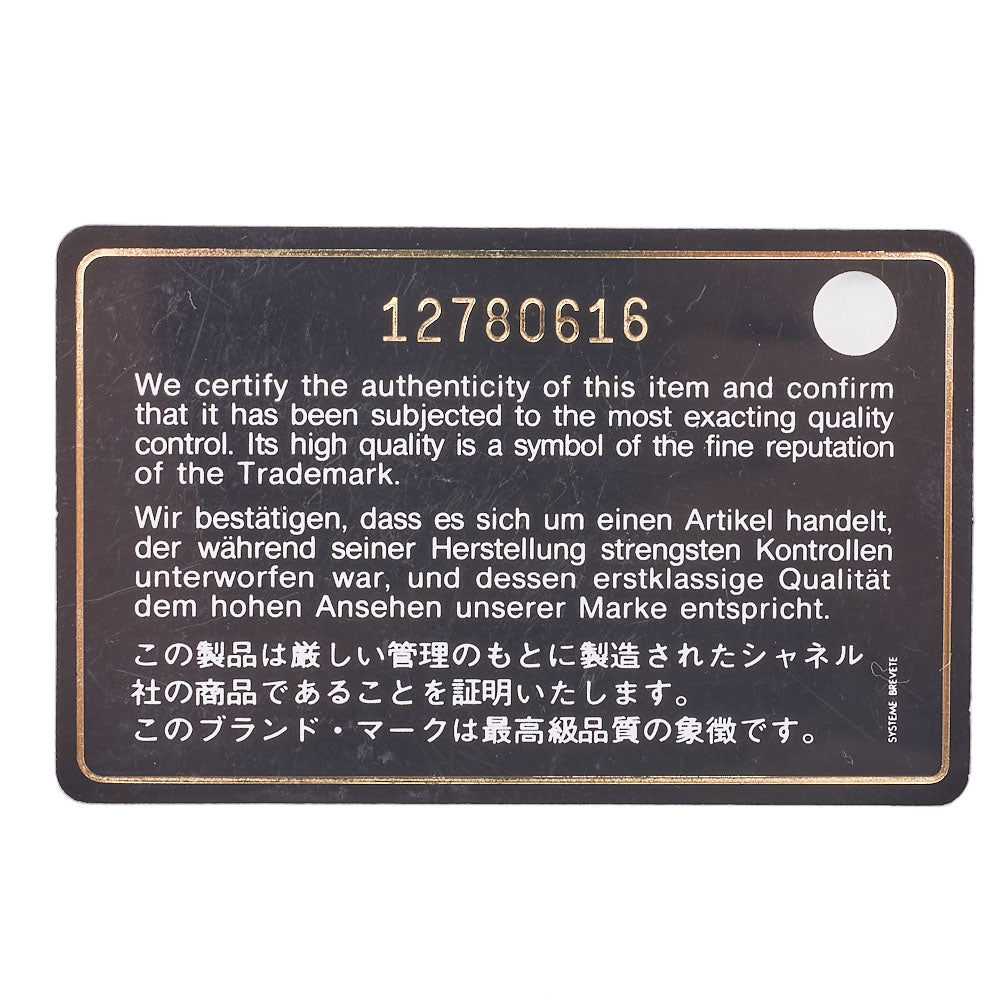 12780616
We certify the authenticity of this item and confirm
that it has been subjected to the most exacting quality
control. Its high quality is a symbol of the fine reputation
of the Trademark.
Wir bestätigen, dass es sich um einen Artikel handelt,
der während seiner Herstellung strengsten Kontrollen
unterworfen war, und dessen erstklassige Qualität
dem hohen Ansehen unserer Marke entspricht.
この製品は厳しい管理のもとに製造されたシャネル
社の商品であることを証明いたします。
このブランド・マークは最高級品質の象徴です。
SYSTEME BREVETE